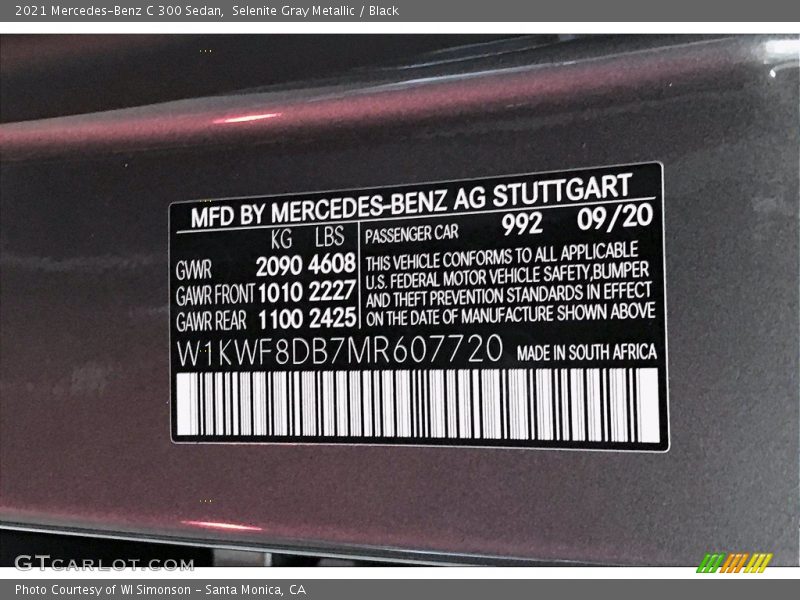 2021 Mercedes-Benz C 300 Sedan,  Selenite Gray Metallic / Black
MFD BY MERCEDES-BENZ AG STUTTGART
KG LBS PASSENGER CAR 992 09/20
GVWR 2090 4608
GAWR FRONT 1010 2227
GAWR REAR 1100 2425
THIS VEHICLE CONFORMS TO ALL APPLICABLE
U.S. FEDERAL MOTOR VEHICLE SAFETY,BUMPER
AND THEFT PREVENTION STANDARDS IN EFFECT
ON THE DATE OF MANUFACTURE SHOWN ABOVE
W1KWF8DB7MR607720 MADE IN SOUTH AFRICA
GTCARLOT.COM
Photo Courtesy of WI Simonson - Santa Monica, CA